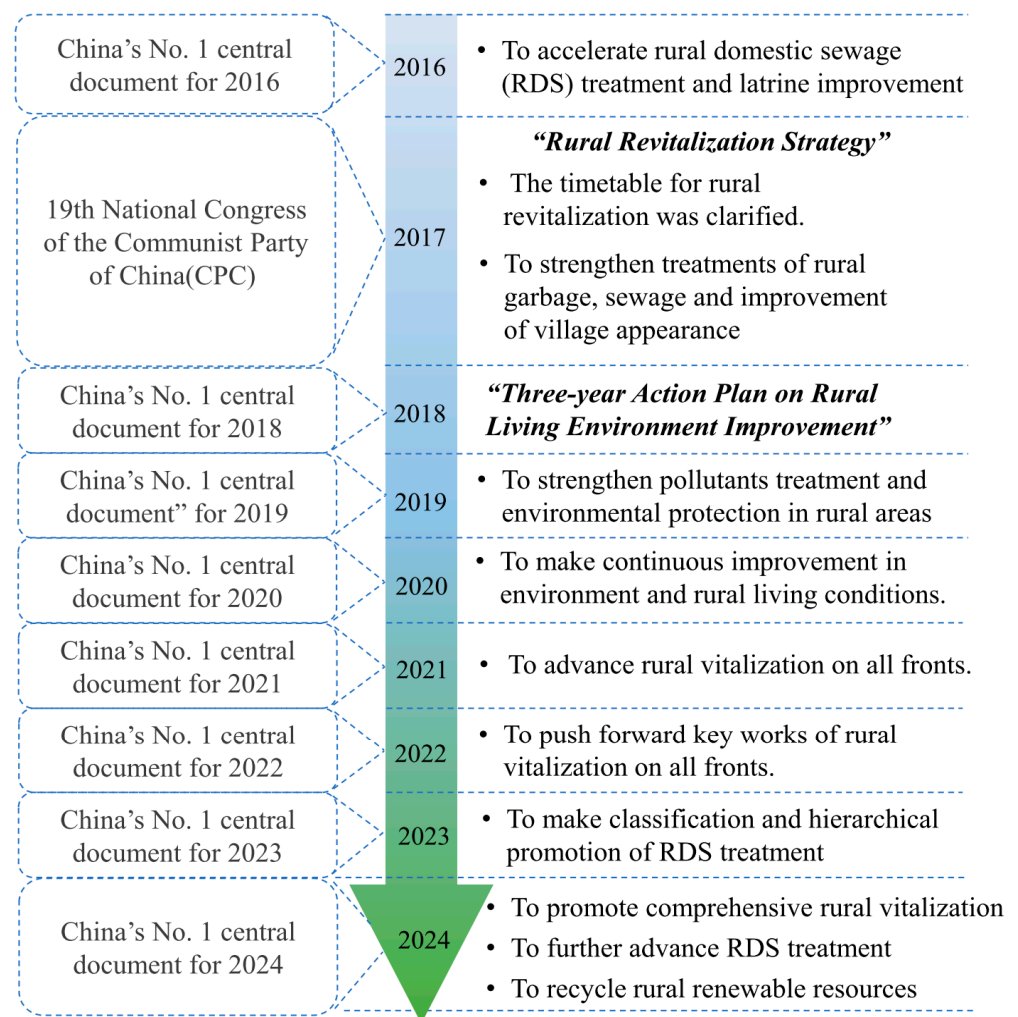 China's No. 1 central
document for 2016
2016
• To accelerate rural domestic sewage
(RDS) treatment and latrine improvement
19th National Congress
of the Communist Party
of China(CPC)
2017
“Rural Revitalization Strategy”
• The timetable for rural
revitalization was clarified.
• To strengthen treatments of rural
garbage, sewage and improvement
of village appearance
China's No. 1 central
document for 2018
2018
“Three-year Action Plan on Rural
Living Environment Improvement”
China's No. 1 central
document” for 2019
2019
• To strengthen pollutants treatment and
environmental protection in rural areas
China's No. 1 central
document for 2020
2020
• To make continuous improvement in
environment and rural living conditions.
China's No. 1 central
document for 2021
2021
• To advance rural vitalization on all fronts.
China's No. 1 central
document for 2022
2022
• To push forward key works of rural
vitalization on all fronts.
China's No. 1 central
document for 2023
2023
• To make classification and hierarchical
promotion of RDS treatment
China's No. 1 central
document for 2024
2024
• To promote comprehensive rural vitalization
• To further advance RDS treatment
• To recycle rural renewable resources